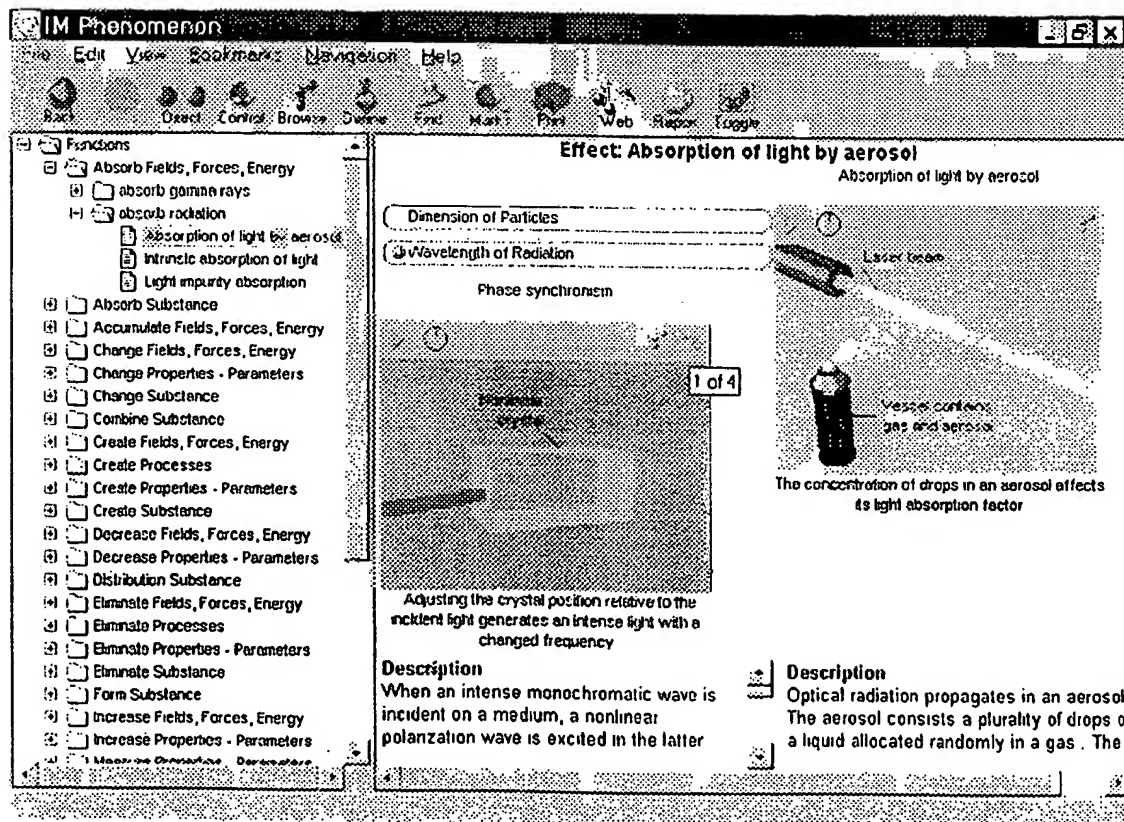 IM Phenomenon
File Edit View Bookmarks Navigation Help
Back Direct Control Browse Define Find Marks Print Web Report Toggle
Functions
Absorb Fields, Forces, Energy
absorb gamma rays
absorb radiation
Absorption of light by aerosol
Intrinsic absorption of light
Light impurity absorption
Absorb Substance
Accumulate Fields, Forces, Energy
Change Fields, Forces, Energy
Change Properties - Parameters
Change Substance
Combine Substance
Create Fields, Forces, Energy
Create Processes
Create Properties - Parameters
Create Substance
Decrease Fields, Forces, Energy
Decrease Properties - Parameters
Distribution Substance
Eliminate Fields, Forces, Energy
Eliminate Processes
Eliminate Properties - Parameters
Eliminate Substance
Form Substance
Increase Fields, Forces, Energy
Increase Properties - Parameters
Measure Properties - Parameters
Effect: Absorption of light by aerosol
Dimension of Particles
Wavelength of Radiation
Phase synchronism
crystal
1 of 4
Adjusting the crystal position relative to the
incident light generates an intense light with a
changed frequency
Description
When an intense monochromatic wave is
incident on a medium, a nonlinear
polarization wave is excited in the latter
Absorption of light by aerosol
Laser beam
Vessel contains
gas and aerosol
The concentration of drops in an aerosol affects
its light absorption factor
Description
Optical radiation propagates in an aerosol
The aerosol consists a plurality of drops o
a liquid allocated randomly in a gas . The